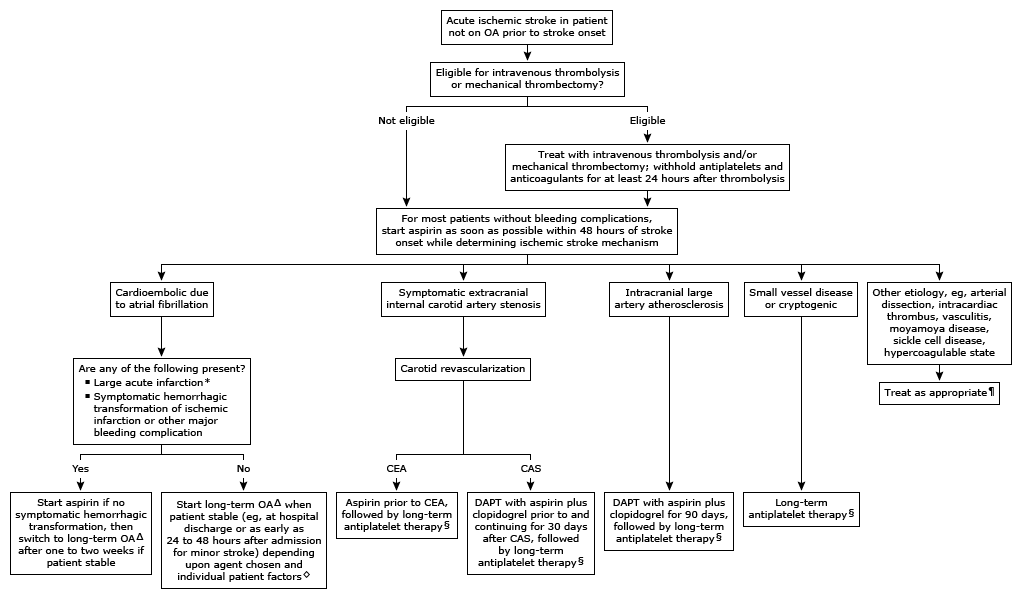 Acute ischemic stroke in patient
not on OA prior to stroke onset
Eligible for intravenous thrombolysis
or mechanical thrombectomy?
Not eligible
Eligible
Treat with intravenous thrombolysis and/or
mechanical thrombectomy; withhold antiplatelets and
anticoagulants for at least 24 hours after thrombolysis
For most patients without bleeding complications,
start aspirin as soon as possible within 48 hours of stroke
onset while determining ischemic stroke mechanism
Cardioembolic due
to atrial fibrillation
Symptomatic extracranial
internal carotid artery stenosis
Intracranial large
artery atherosclerosis
Small vessel disease
or cryptogenic
Other etiology, eg, arterial
dissection, intracardiac
thrombus, vasculitis,
moyamoya disease,
sickle cell disease,
hypercoagulable state
Are any of the following present?
▪ Large acute infarction*
▪ Symptomatic hemorrhagic
transformation of ischemic
infarction or other major
bleeding complication
Carotid revascularization
Treat as appropriate¶
Yes
No
CEA
CAS
Start aspirin if no
symptomatic hemorrhagic
transformation, then
switch to long-term OAΔ
after one to two weeks if
patient stable
Start long-term OAΔ when
patient stable (eg, at hospital
discharge or as early as
24 to 48 hours after admission
for minor stroke) depending
upon agent chosen and
individual patient factors◇
Aspirin prior to CEA,
followed by long-term
antiplatelet therapy§
DAPT with aspirin plus
clopidogrel prior to and
continuing for 30 days
after CAS, followed
by long-term
antiplatelet therapy§
DAPT with aspirin plus
clopidogrel for 90 days,
followed by long-term
antiplatelet therapy§
Long-term
antiplatelet therapy§